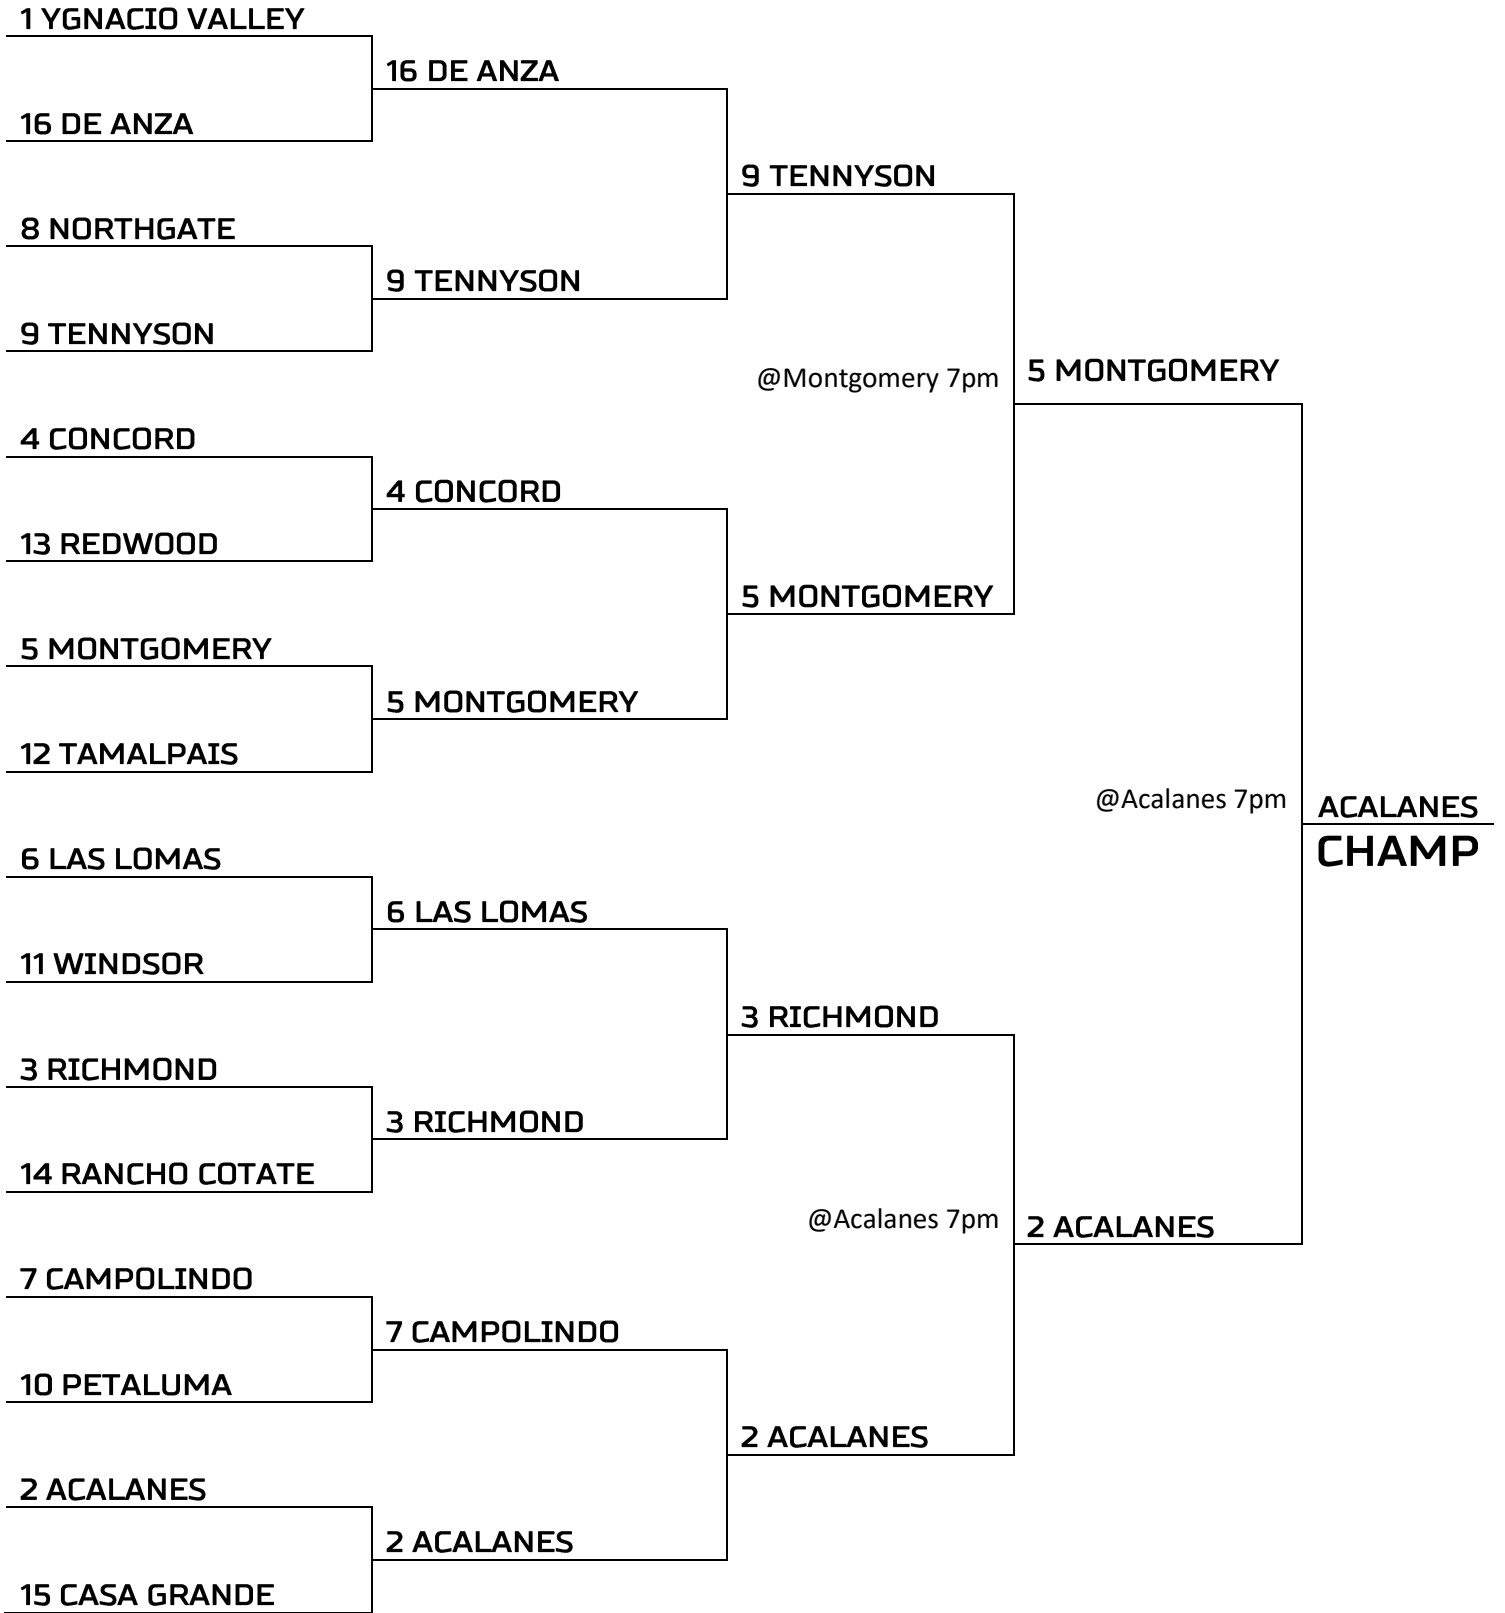 1 YGNACIO VALLEY
16 DE ANZA
8 NORTHGATE
9 TENNYSON
4 CONCORD
13 REDWOOD
5 MONTGOMERY
12 TAMALPAIS
6 LAS LOMAS
11 WINDSOR
3 RICHMOND
14 RANCHO COTATE
7 CAMPOLINDO
10 PETALUMA
2 ACALANES
15 CASA GRANDE
16 DE ANZA
9 TENNYSON
4 CONCORD
5 MONTGOMERY
6 LAS LOMAS
3 RICHMOND
7 CAMPOLINDO
2 ACALANES
9 TENNYSON
@Montgomery 7pm
5 MONTGOMERY
3 RICHMOND
@Acalanes 7pm
2 ACALANES
5 MONTGOMERY
@Acalanes 7pm
2 ACALANES
ACALANES
CHAMP